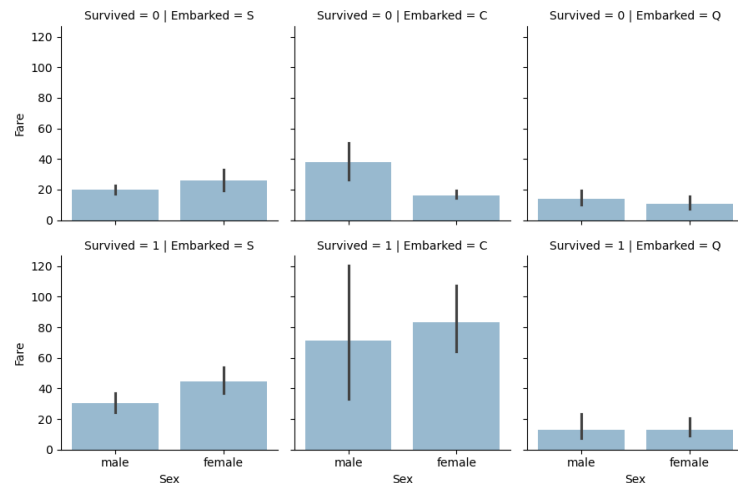 Survived = 0 | Embarked = S
Survived = 0 | Embarked = C
Survived = 0 | Embarked = Q
120
100
80
60
40
20
0
Fare
Survived = 1 | Embarked = S
Survived = 1 | Embarked = C
Survived = 1 | Embarked = Q
120
100
80
60
40
20
0
Fare
male female
male female
male female
Sex
Sex
Sex